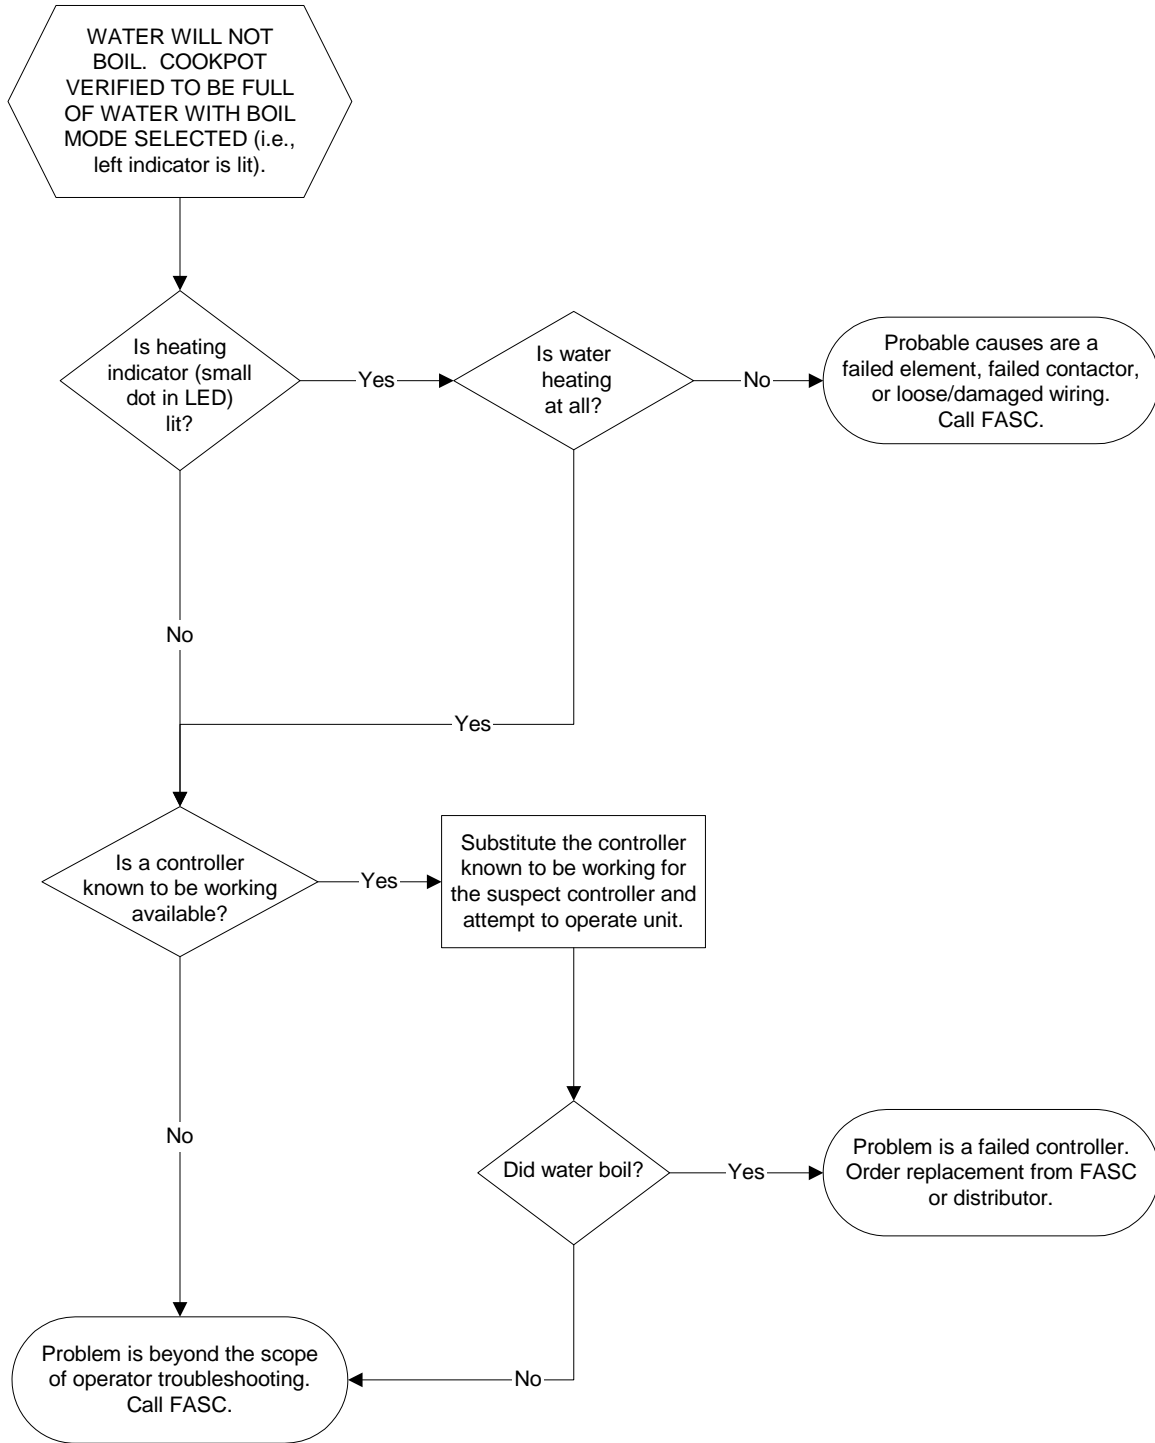 WATER WILL NOT
BOIL.  COOKPOT
VERIFIED TO BE FULL
OF WATER WITH BOIL
MODE SELECTED (i.e.,
left indicator is lit).
Is heating
indicator (small
dot in LED)
lit?
Yes
Is water
heating
at all?
No
Probable causes are a
failed element, failed contactor,
or loose/damaged wiring.
Call FASC.
No
Yes
Is a controller
known to be working
available?
Yes
Substitute the controller
known to be working for
the suspect controller and
attempt to operate unit.
No
Did water boil?
Yes
Problem is a failed controller.
Order replacement from FASC
or distributor.
Problem is beyond the scope
of operator troubleshooting.
Call FASC.
No